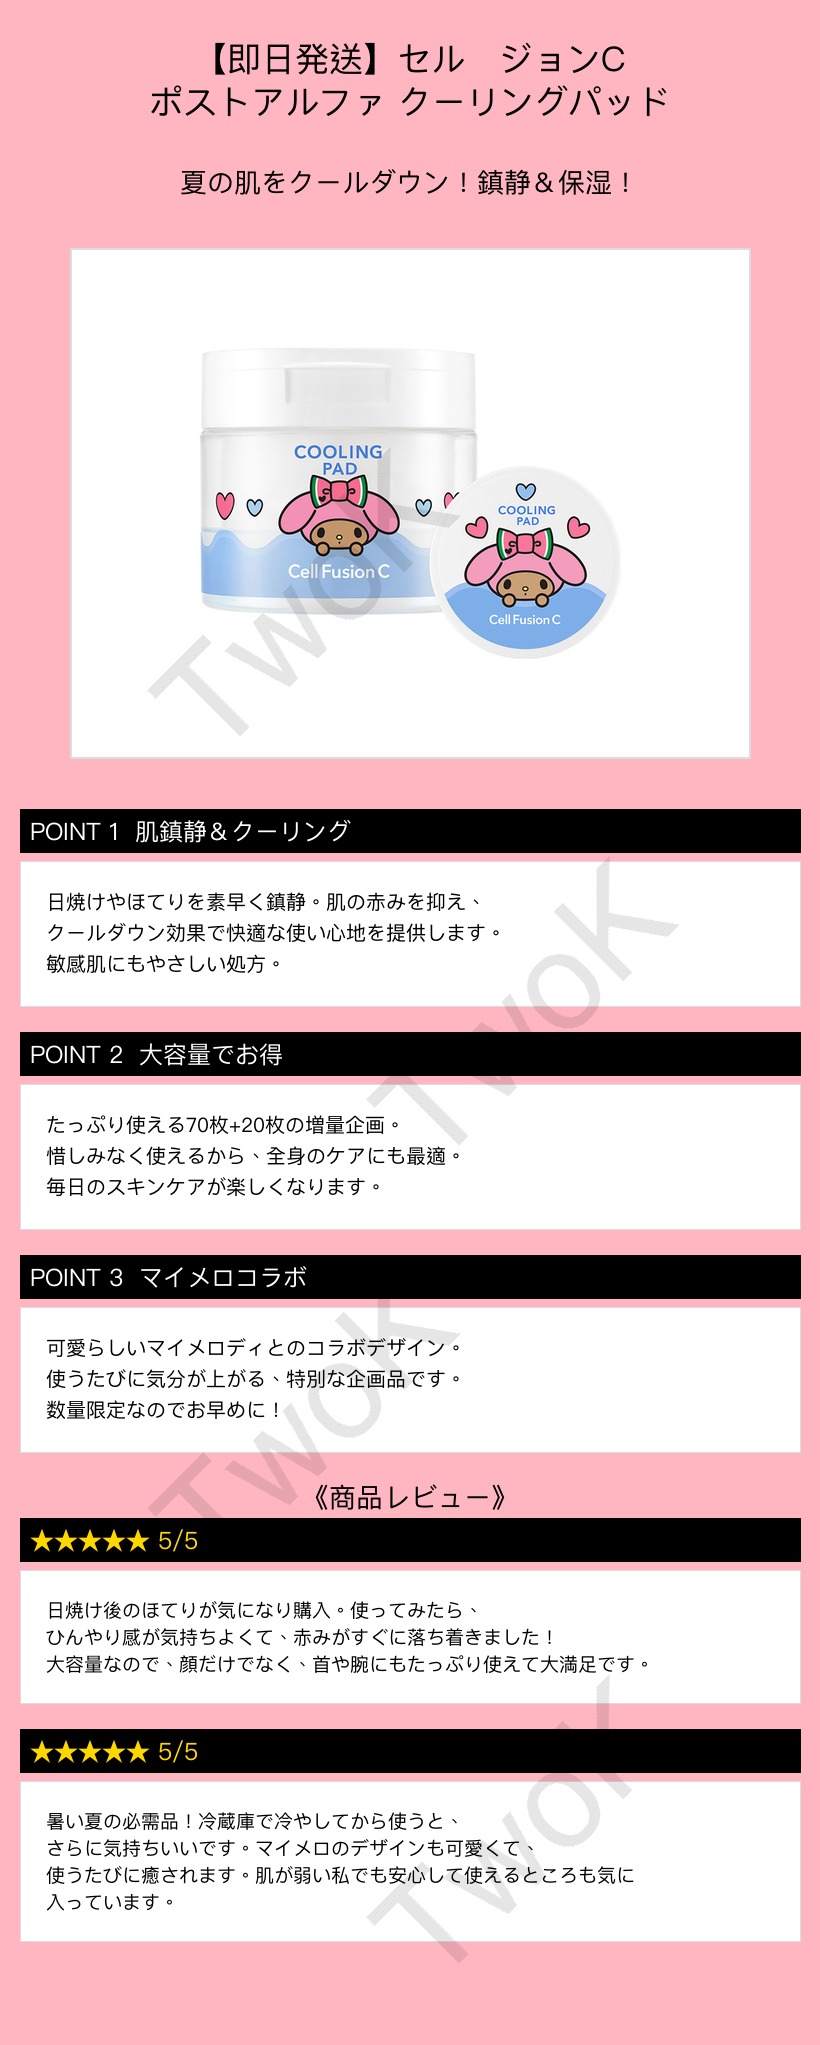 【即日発送】セル　ジョンC
ポストアルファ クーリングパッド
夏の肌をクールダウン！鎮静＆保湿！
COOLING
PAD
Cell Fusion C
COOLING
PAD
Cell Fusion C
POINT 1 肌鎮静＆クーリング
日焼けやほてりを素早く鎮静。肌の赤みを抑え、
クールダウン効果で快適な使い心地を提供します。
敏感肌にもやさしい処方。
POINT 2 大容量でお得
たっぷり使える70枚+20枚の増量企画。
惜しみなく使えるから、全身のケアにも最適。
毎日のスキンケアが楽しくなります。
POINT 3 マイメロコラボ
可愛らしいマイメロディとのコラボデザイン。
使うたびに気分が上がる、特別な企画品です。
数量限定なのでお早めに！
《商品レビュー》
★★★★★ 5/5
日焼け後のほてりが気になり購入。使ってみたら、
ひんやり感が気持ちよくて、赤みがすぐに落ち着きました！
大容量なので、顔だけでなく、首や腕にもたっぷり使えて大満足です。
★★★★★ 5/5
暑い夏の必需品！冷蔵庫で冷やしてから使うと、
さらに気持ちいいです。マイメロのデザインも可愛くて、
使うたびに癒されます。肌が弱い私でも安心して使えるところも気に
入っています。
TwoK
TwoK
TwoK
TwoK